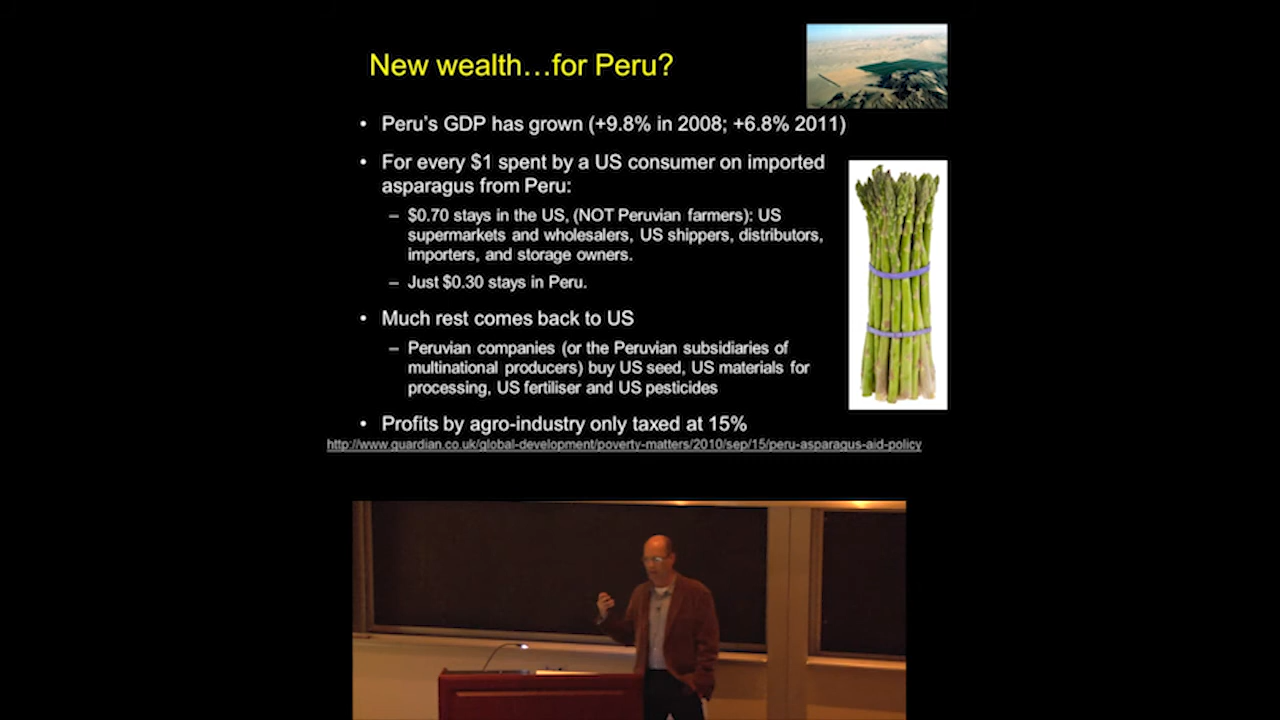 New wealth…for Peru?
• Peru's GDP has grown (+9.8% in 2008; +6.8% 2011)
• For every $1 spent by a US consumer on imported
asparagus from Peru:
– $0.70 stays in the US, (NOT Peruvian farmers): US
supermarkets and wholesalers, US shippers, distributors,
importers, and storage owners.
– Just $0.30 stays in Peru.
• Much rest comes back to US
– Peruvian companies (or the Peruvian subsidiaries of
multinational producers) buy US seed, US materials for
processing, US fertiliser and US pesticides
• Profits by agro-industry only taxed at 15%
http://www.guardian.co.uk/global-development/poverty-matters/2010/sep/15/peru-asparagus-aid-policy